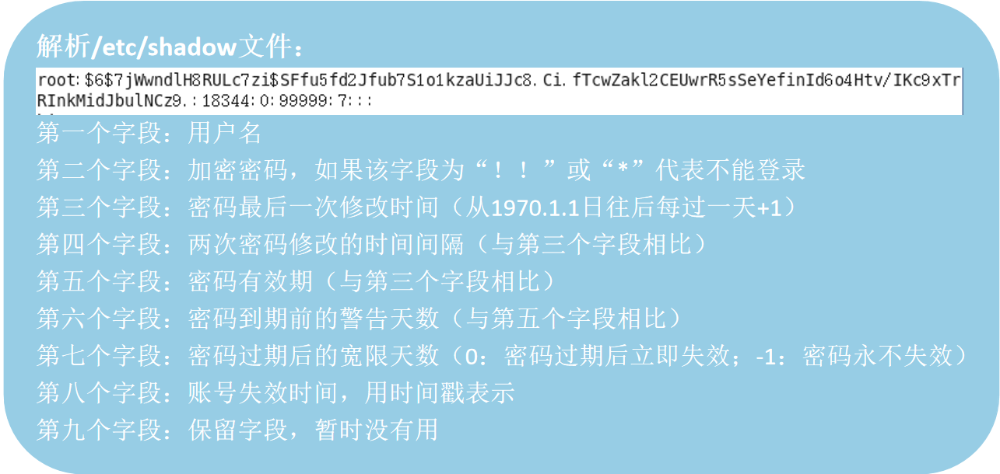 解析/etc/shadow文件：
root:$6$7jWwndlH8RULc7zi$SFfu5fd2Jfub7S1o1kzaUiJJc8.Ci.fTcwZakl2CEUwrR5sSeYefinId6o4Htv/IKc9xTr
RInkMidJbulNCz9.:18344:0:99999:7:::
第一个字段：用户名
第二个字段：加密密码，如果该字段为“！！”或“*”代表不能登录
第三个字段：密码最后一次修改时间（从1970.1.1日往后每过一天+1）
第四个字段：两次密码修改的时间间隔（与第三个字段相比）
第五个字段：密码有效期（与第三个字段相比）
第六个字段：密码到期前的警告天数（与第五个字段相比）
第七个字段：密码过期后的宽限天数（0：密码过期后立即失效；-1：密码永不失效）
第八个字段：账号失效时间，用时间戳表示
第九个字段：保留字段，暂时没有用